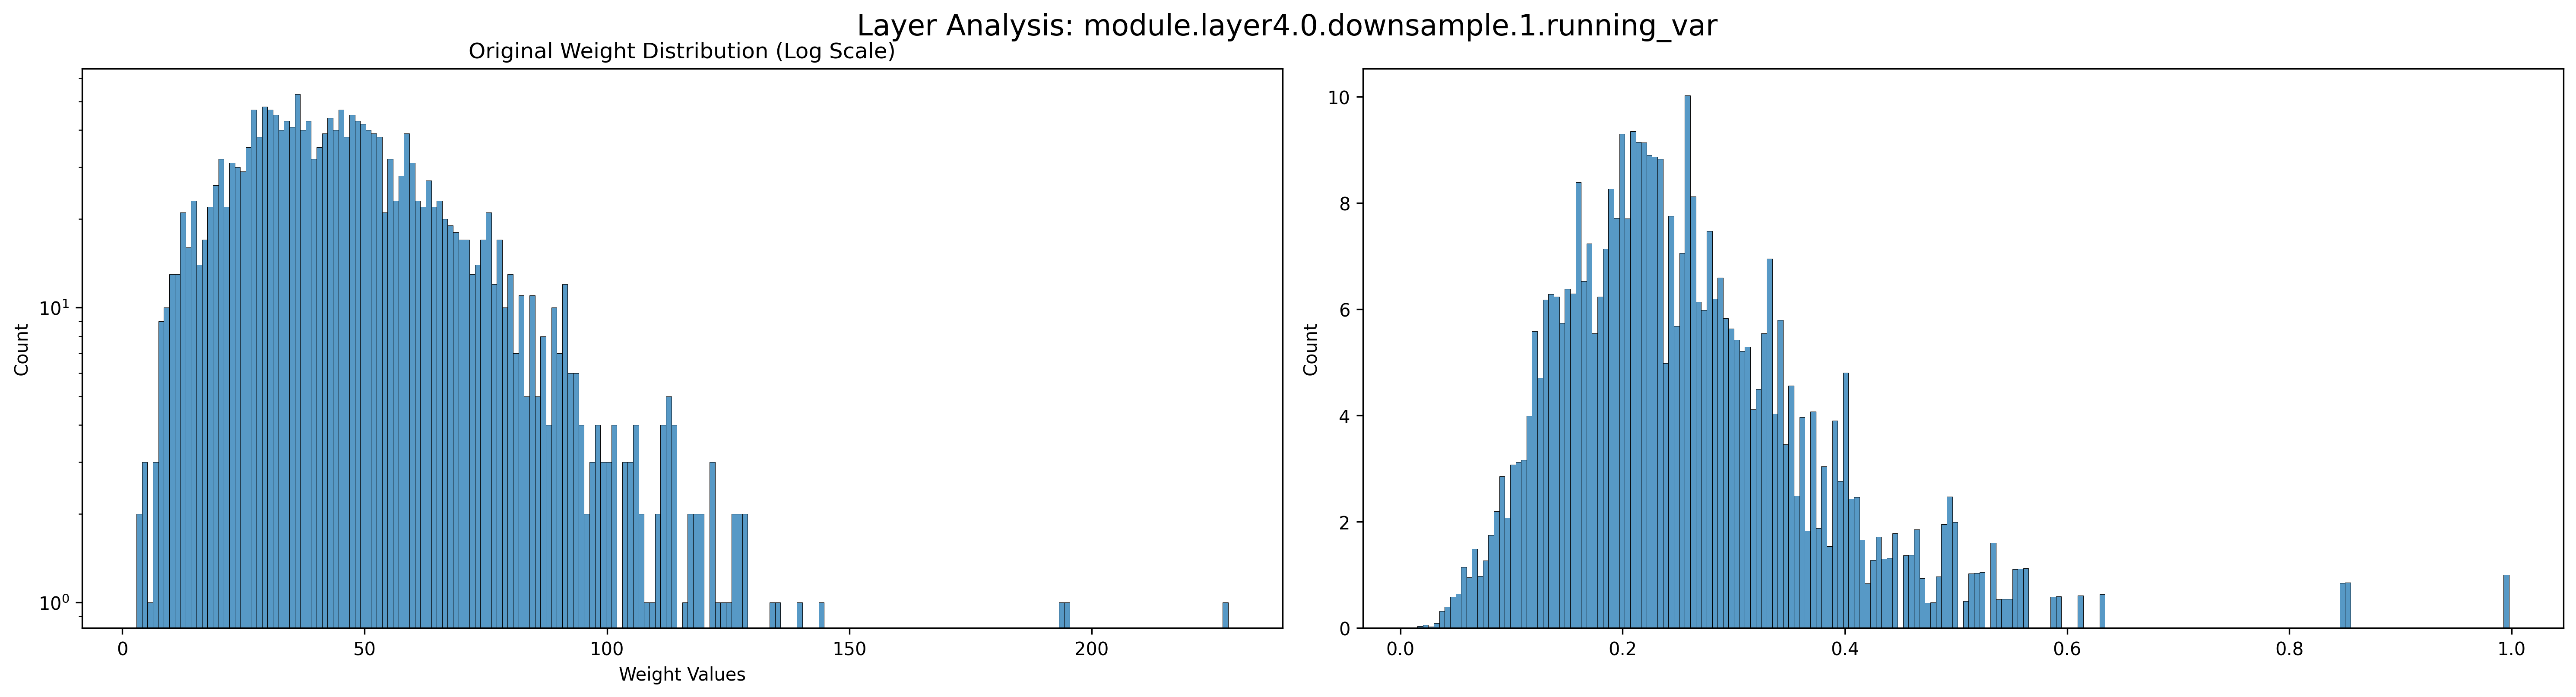 Layer Analysis: module.layer4.0.downsample.1.running_var
Original Weight Distribution (Log Scale)
Count
10¹
10⁰
0 50 100 150 200
Weight Values
Count
10
8
6
4
2
0
0.0 0.2 0.4 0.6 0.8 1.0